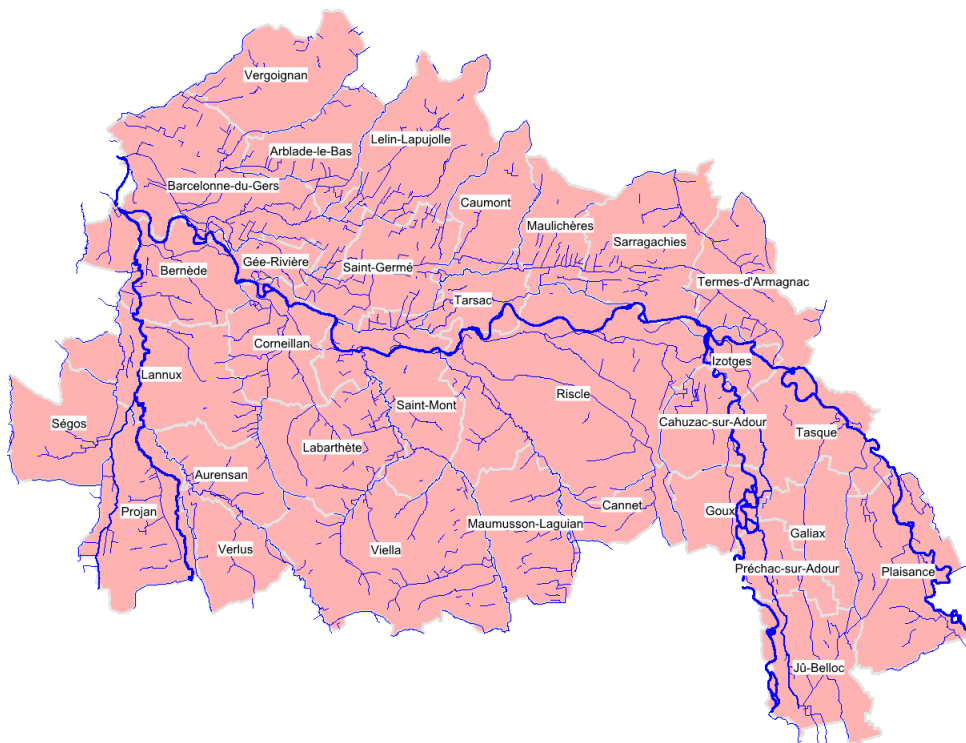 Vergoignan
Lelin-Lapujolle
Arblade-le-Bas
Barcelonne-du-Gers
Caumont
Maulichères
Sarragachies
Gée-Rivière
Bernède
Saint-Germé
Termes-d'Armagnac
Tarsac
Corneillan
Izotges
Lannux
Riscle
Saint-Mont
Ségos
Cahuzac-sur-Adour
Tasque
Labarthète
Aurensan
Cannet
Projan
Goux
Maumusson-Laguian
Galiax
Verlus
Viella
Préchac-sur-Adour
Plaisance
Jû-Belloc